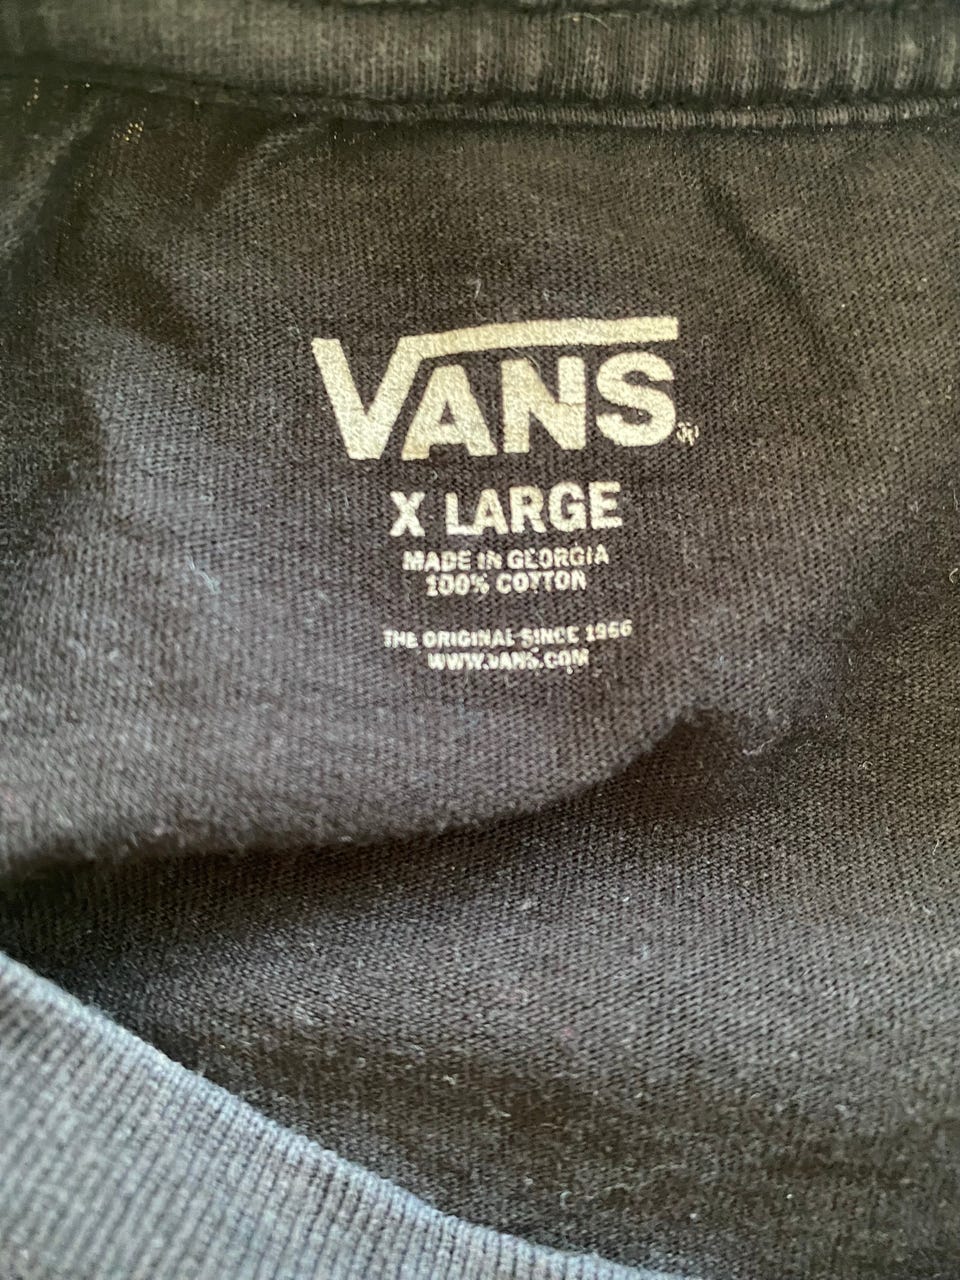 VANS®
X LARGE
MADE IN GEORGIA
100% COTTON
THE ORIGINAL SINCE 1966
WWW.VANS.COM